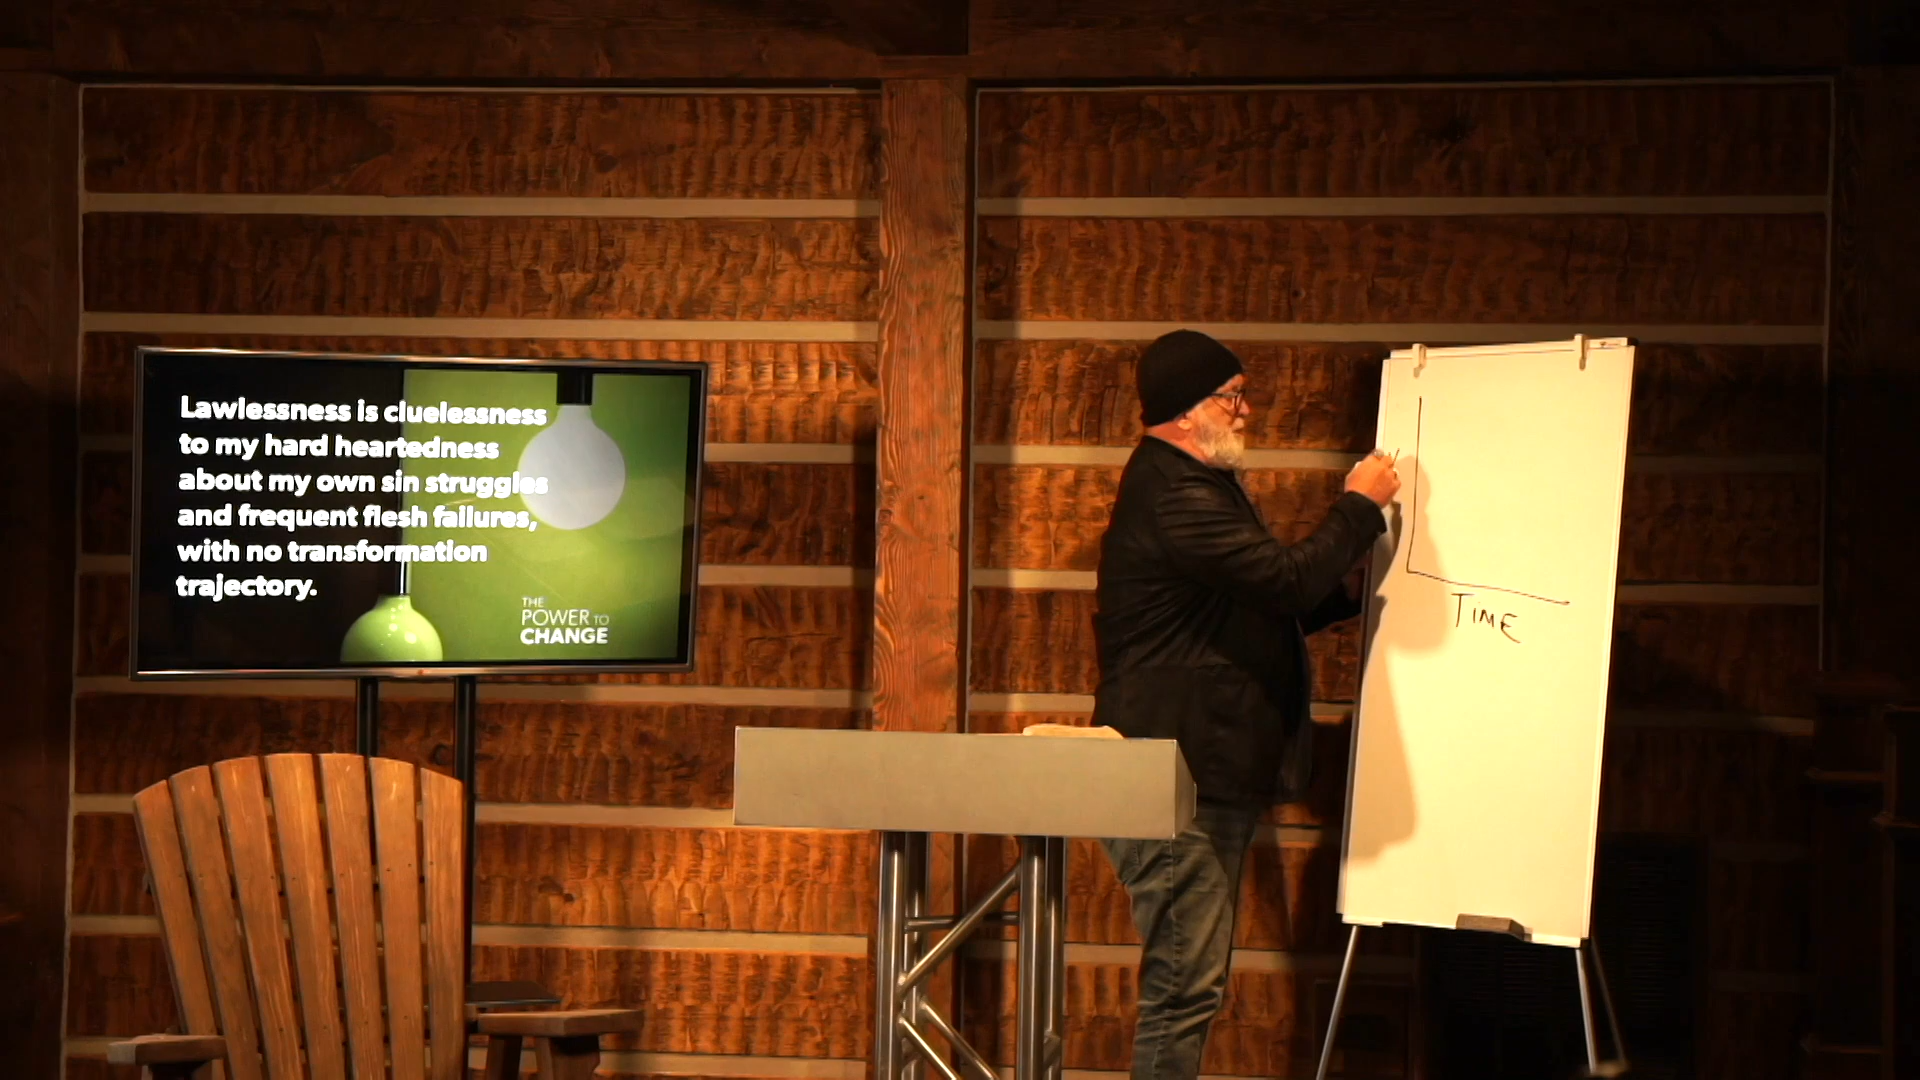 Lawlessness is cluelessness
to my hard heartedness
about my own sin struggles
and frequent flesh failures,
with no transformation
trajectory.
THE
POWER TO
CHANGE
TIME